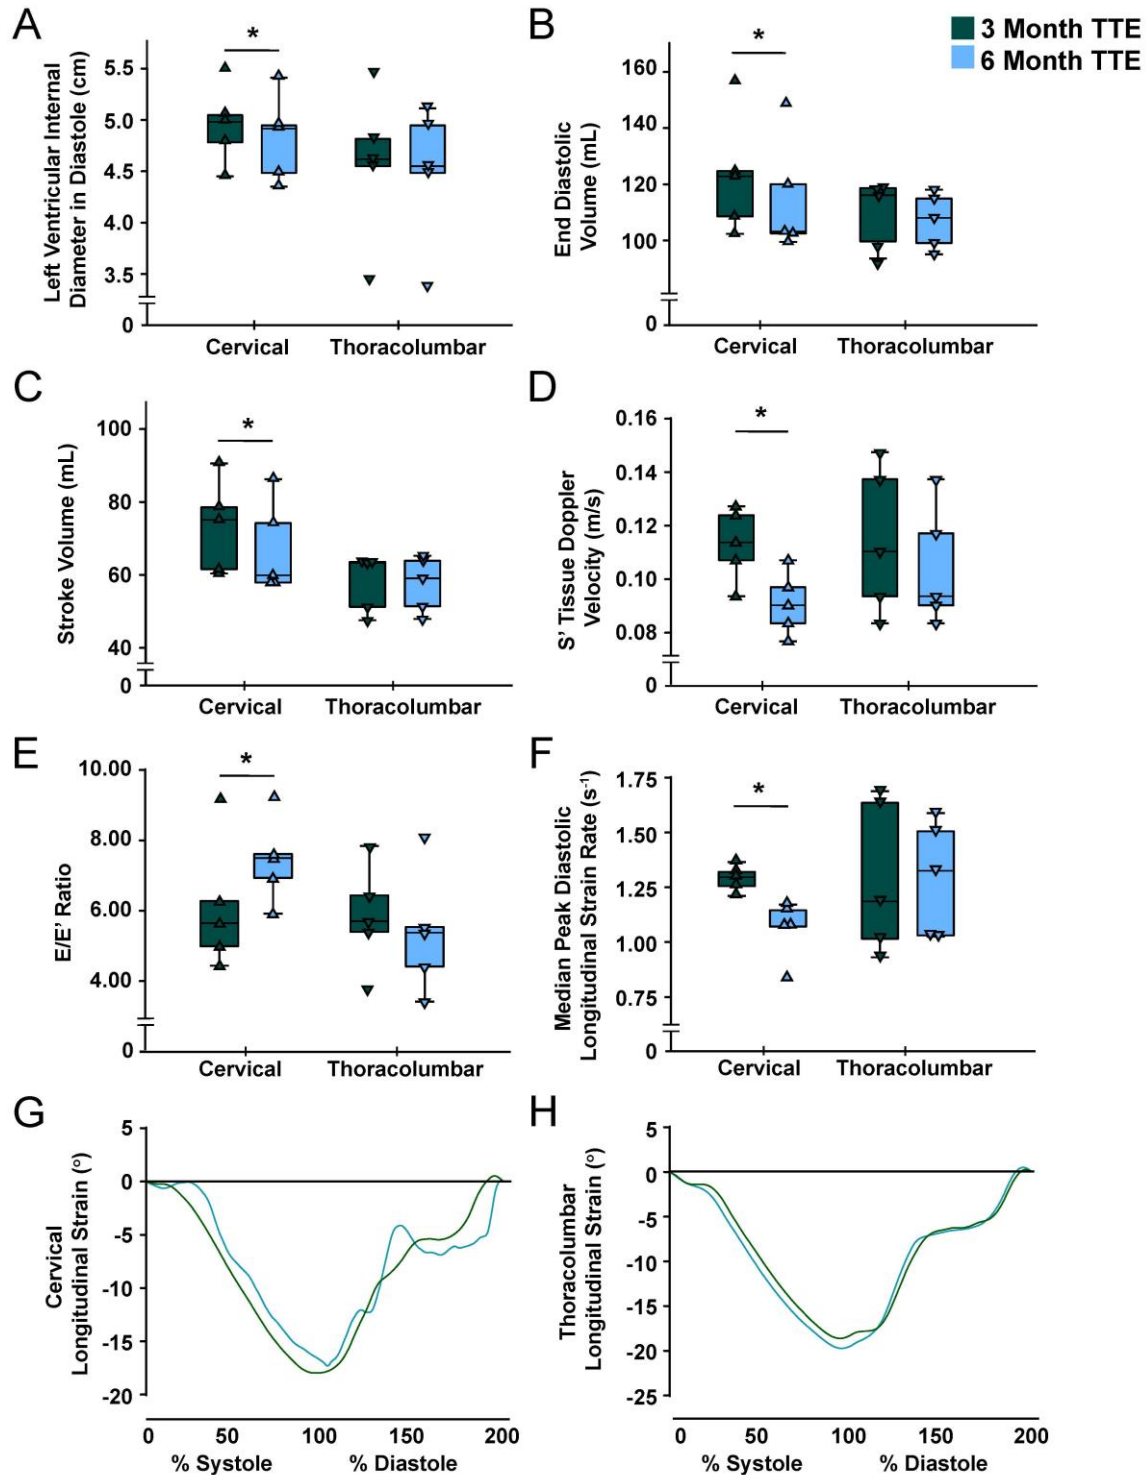 A
B
3 Month TTE
6 Month TTE
Left Ventricular Internal
Diameter in Diastole (cm)
5.5
5.0
4.5
4.0
3.5
0
*
Cervical
Thoracolumbar
End Diastolic
Volume (mL)
160
140
120
100
0
*
Cervical
Thoracolumbar
C
D
Stroke Volume (mL)
100
80
60
40
0
*
Cervical
Thoracolumbar
S' Tissue Doppler
Velocity (m/s)
0.16
0.14
0.12
0.10
0.08
0
*
Cervical
Thoracolumbar
E
F
E/E' Ratio
10.00
8.00
6.00
4.00
0
*
Cervical
Thoracolumbar
Median Peak Diastolic
Longitudinal Strain Rate (s⁻¹)
1.75
1.50
1.25
1.00
0.75
0
*
Cervical
Thoracolumbar
G
H
Cervical
Longitudinal Strain (°)
5
0
-5
-10
-15
-20
0 50 100 150 200
% Systole % Diastole
Thoracolumbar
Longitudinal Strain (°)
5
0
-5
-10
-15
-20
-25
0 50 100 150 200
% Systole % Diastole